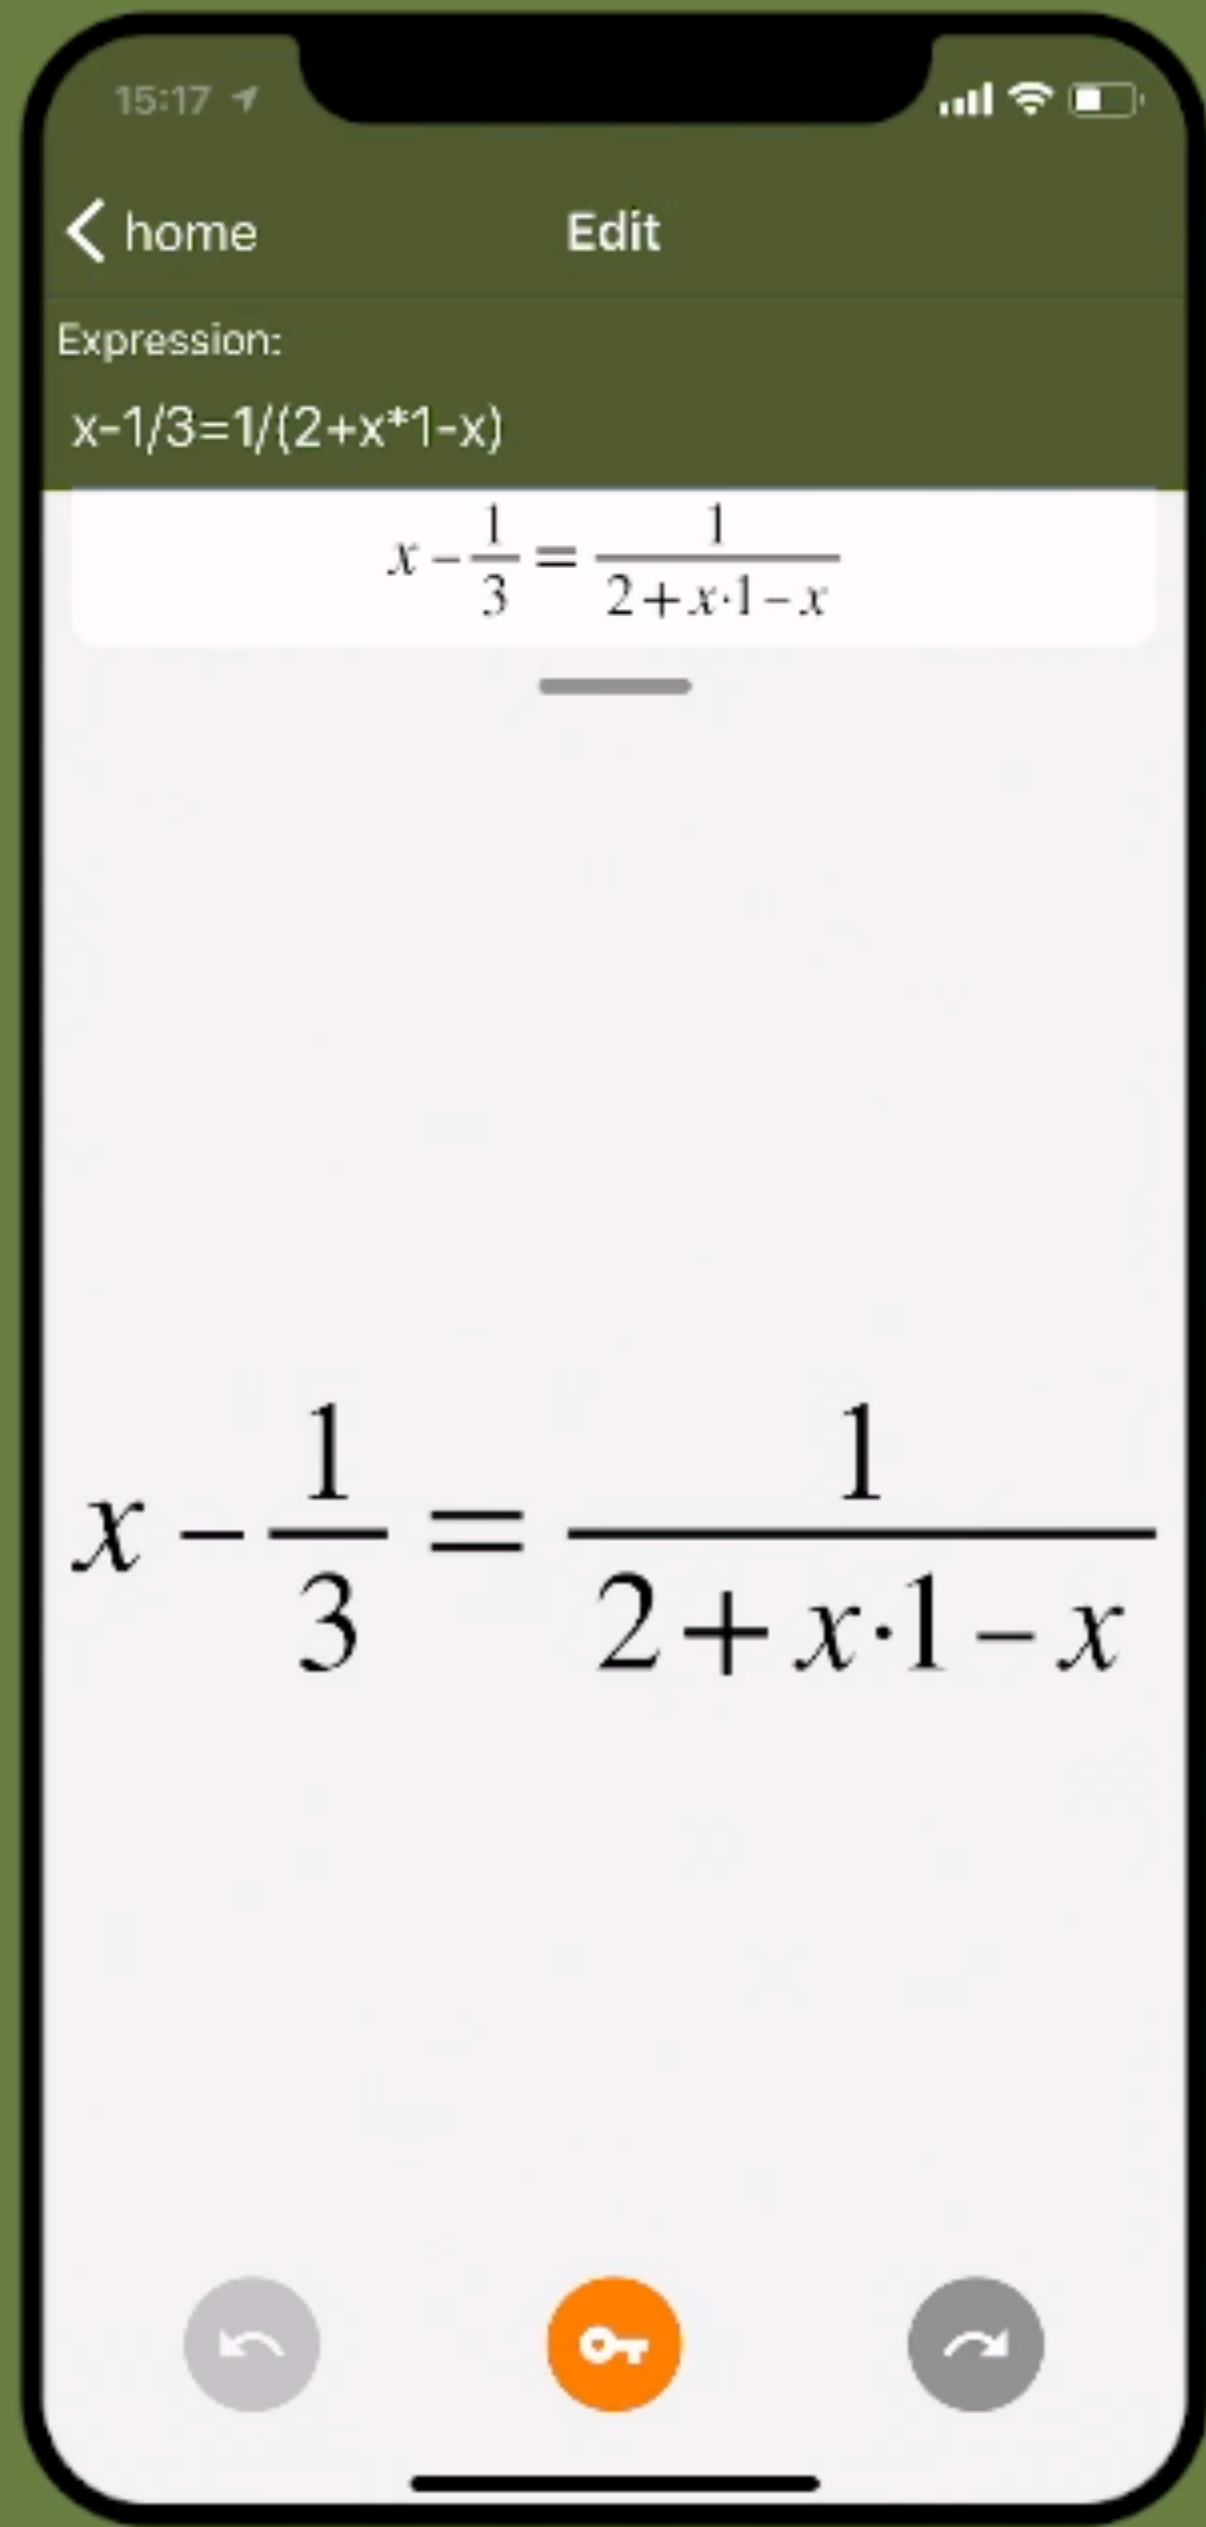 15:17
home Edit
Expression:
x-1/3=1/(2+x*1-x)
x - 1/3 = 1/(2+x·1-x)
x - 1/3 = 1/(2+x·1-x)